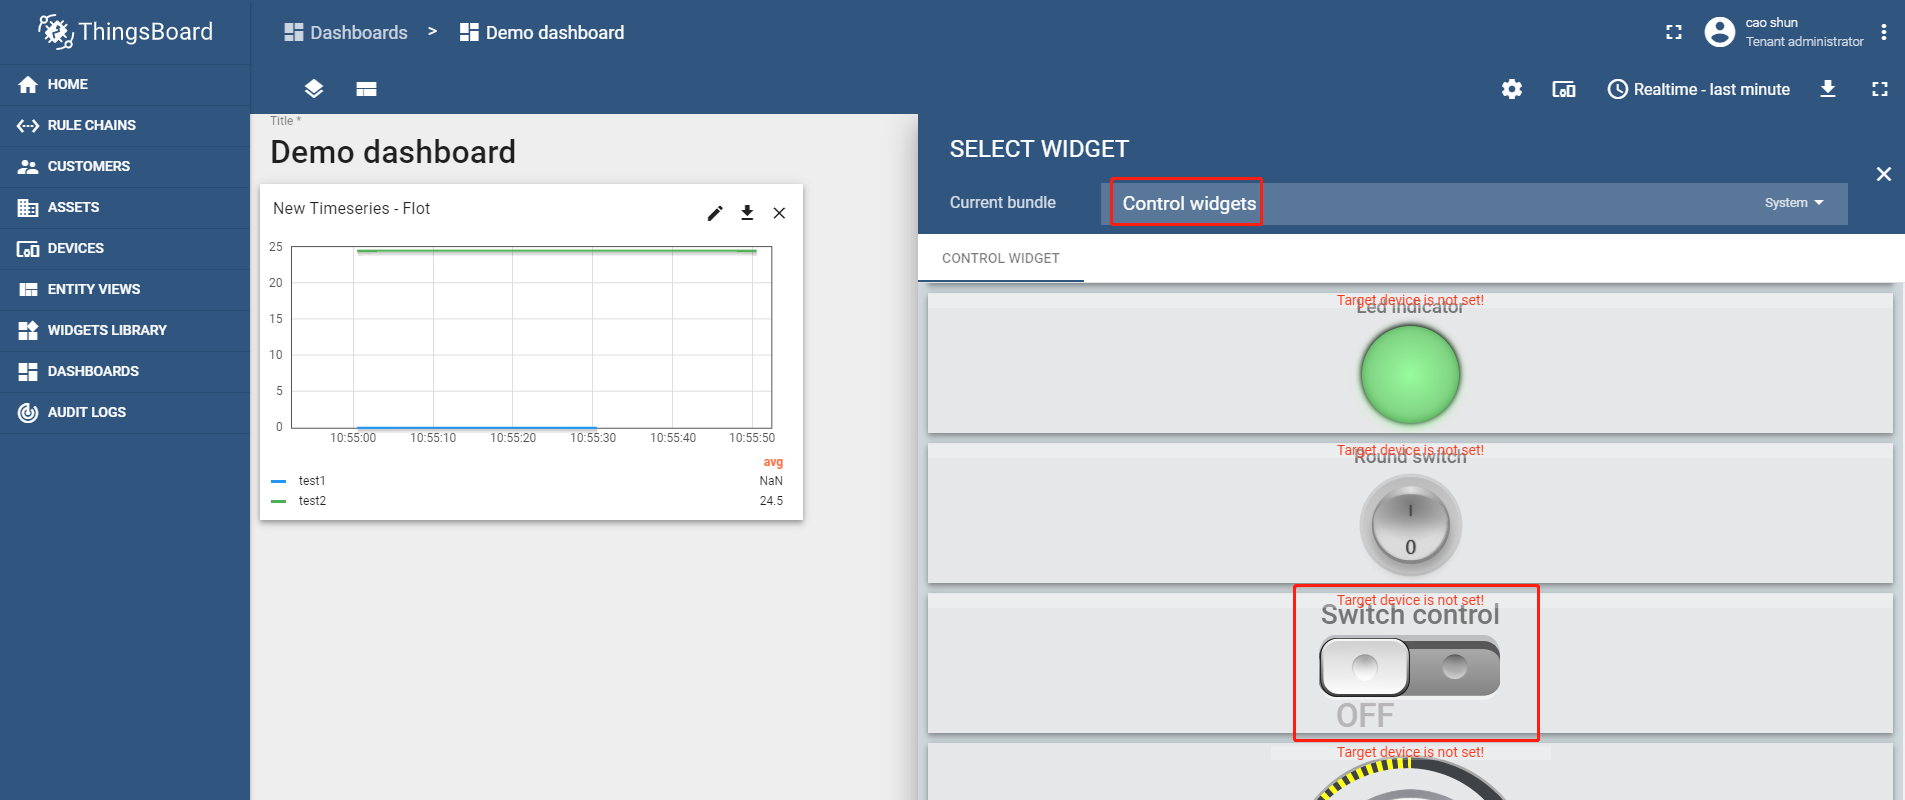 ThingsBoard
Dashboards > Demo dashboard
cao shun
Tenant administrator
HOME
RULE CHAINS
CUSTOMERS
ASSETS
DEVICES
ENTITY VIEWS
WIDGETS LIBRARY
DASHBOARDS
AUDIT LOGS
Realtime - last minute
Title *
Demo dashboard
New Timeseries - Flot
25
20
15
10
5
0
10:55:00 10:55:10 10:55:20 10:55:30 10:55:40 10:55:50
avg
test1 NaN
test2 24.5
SELECT WIDGET
Current bundle Control widgets System
CONTROL WIDGET
Target device is not set!
Led indicator
Target device is not set!
Round switch
0
Target device is not set!
Switch control
OFF
Target device is not set!